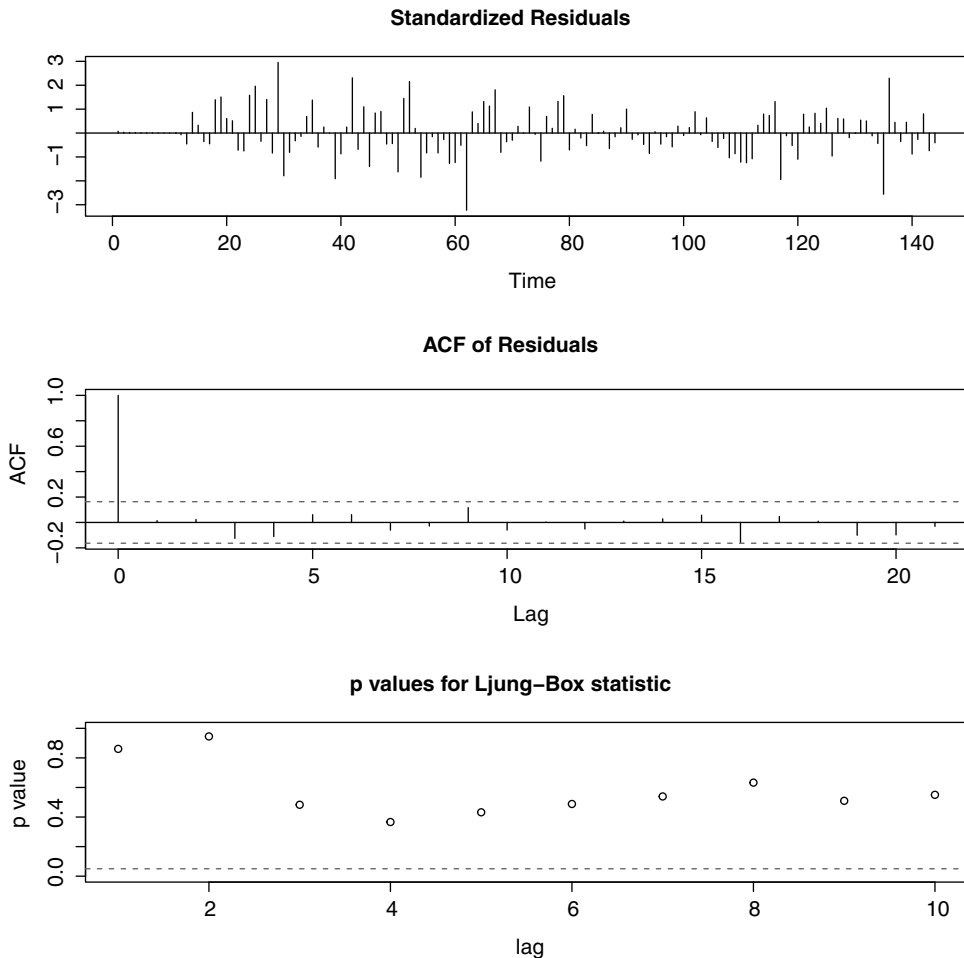 Standardized Residuals
3
2
1
−1
−3
0 20 40 60 80 100 120 140
Time
ACF of Residuals
ACF
1.0
0.6
0.2
−0.2
0 5 10 15 20
Lag
p values for Ljung−Box statistic
p value
0.8
0.4
0.0
2 4 6 8 10
lag